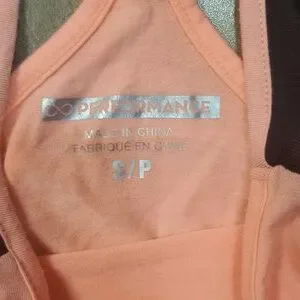 PERFORMANCE
MADE IN CHINA
FABRIQUÉ EN CHINE
S/P